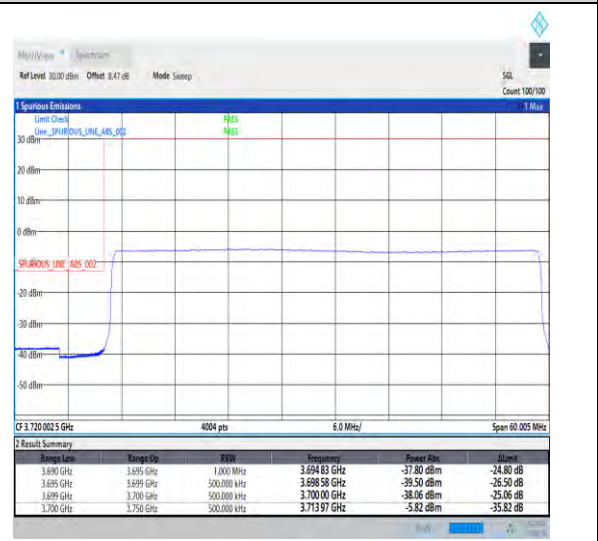 MultiView Spectrum
Ref Level 30.00 dBm Offset 8.47 dB Mode Sweep SGL
Count 100/100
1 Spurious Emissions 1 Max
Limit Check PASS
Line _SPURIOUS_LINE_ABS_002 PASS
30 dBm
20 dBm
10 dBm
0 dBm
SPURIOUS_LINE_ABS_002
-20 dBm
-30 dBm
-40 dBm
-50 dBm
CF 3.720 002 5 GHz 4004 pts 6.0 MHz/ Span 60.005 MHz
2 Result Summary
Range Low Range Up RBW Frequency Power Abs ΔLimit
3.690 GHz 3.695 GHz 1.000 MHz 3.694 83 GHz -37.80 dBm -24.80 dB
3.695 GHz 3.699 GHz 500.000 kHz 3.698 58 GHz -39.50 dBm -26.50 dB
3.699 GHz 3.700 GHz 500.000 kHz 3.700 00 GHz -38.06 dBm -25.06 dB
3.700 GHz 3.750 GHz 500.000 kHz 3.713 97 GHz -5.82 dBm -35.82 dB